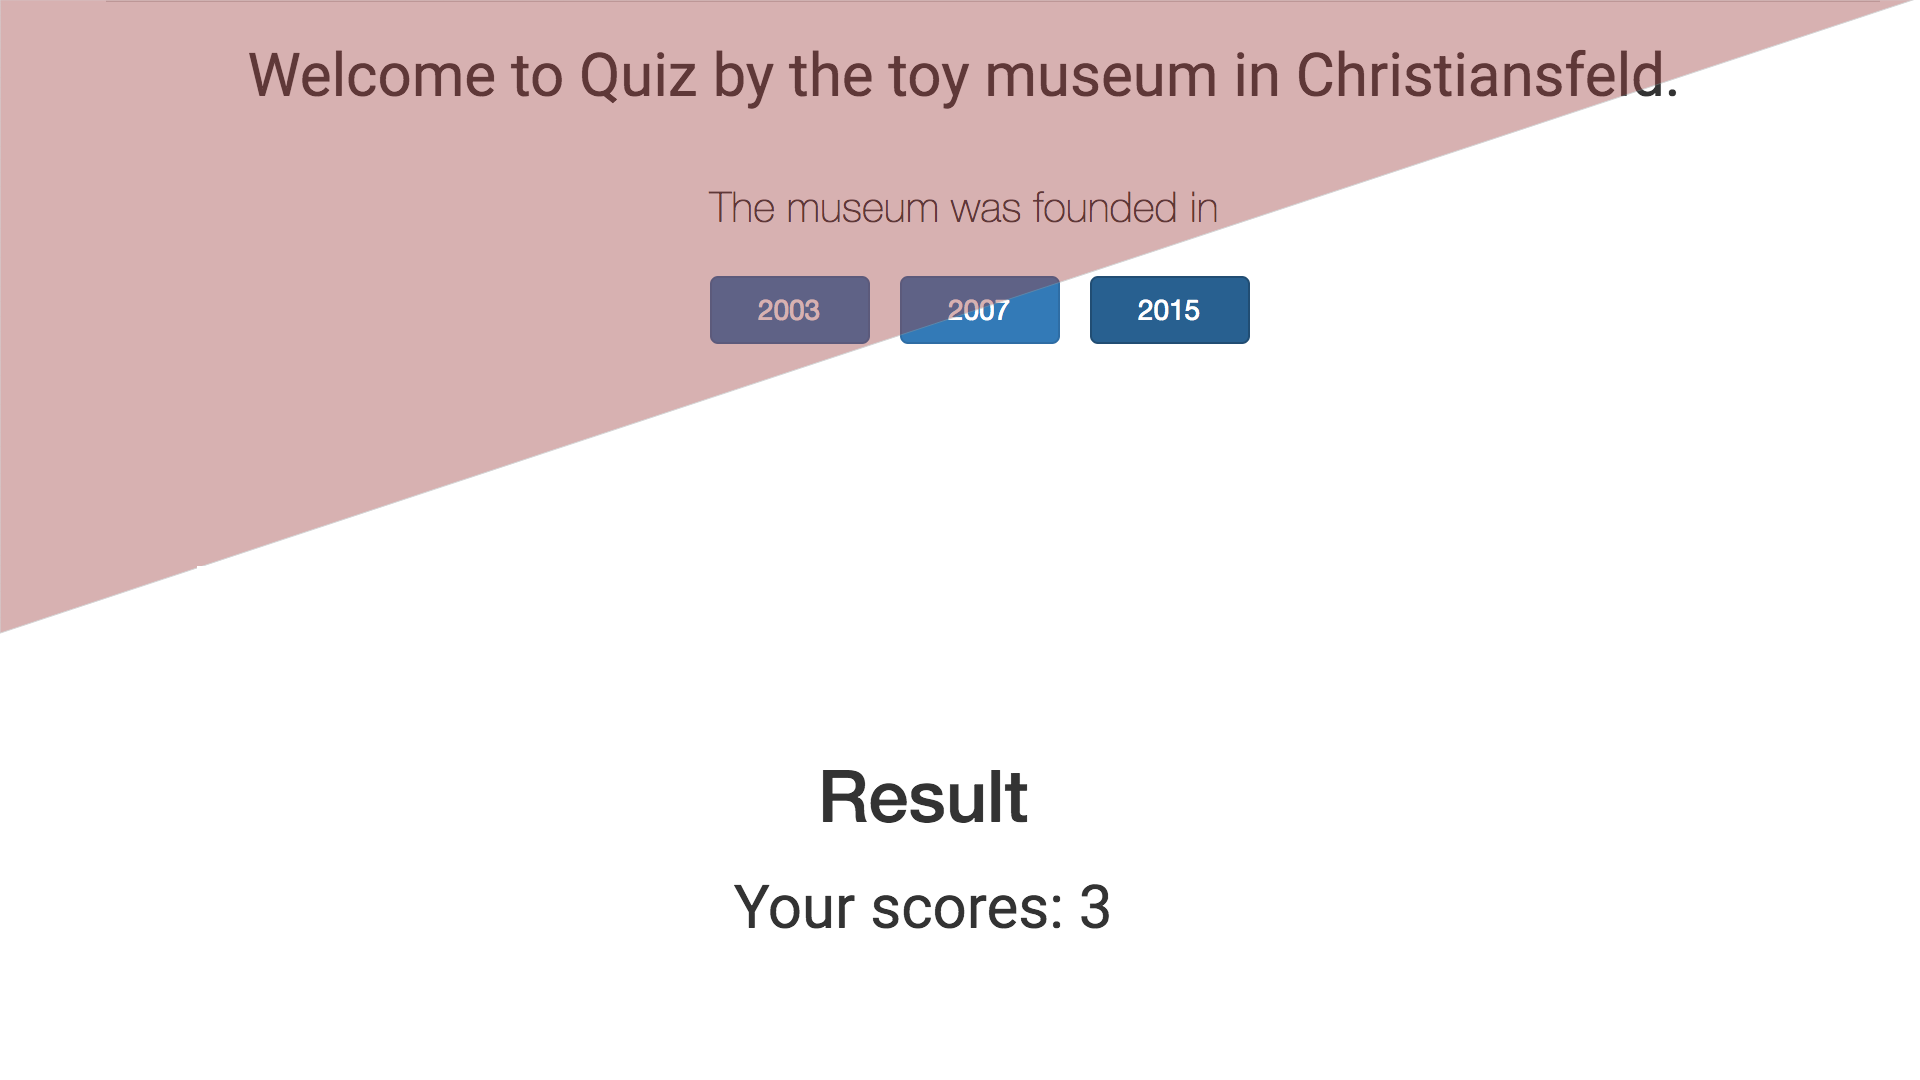 Welcome to Quiz by the toy museum in Christiansfeld.
The museum was founded in
2003 2007 2015
Result
Your scores: 3